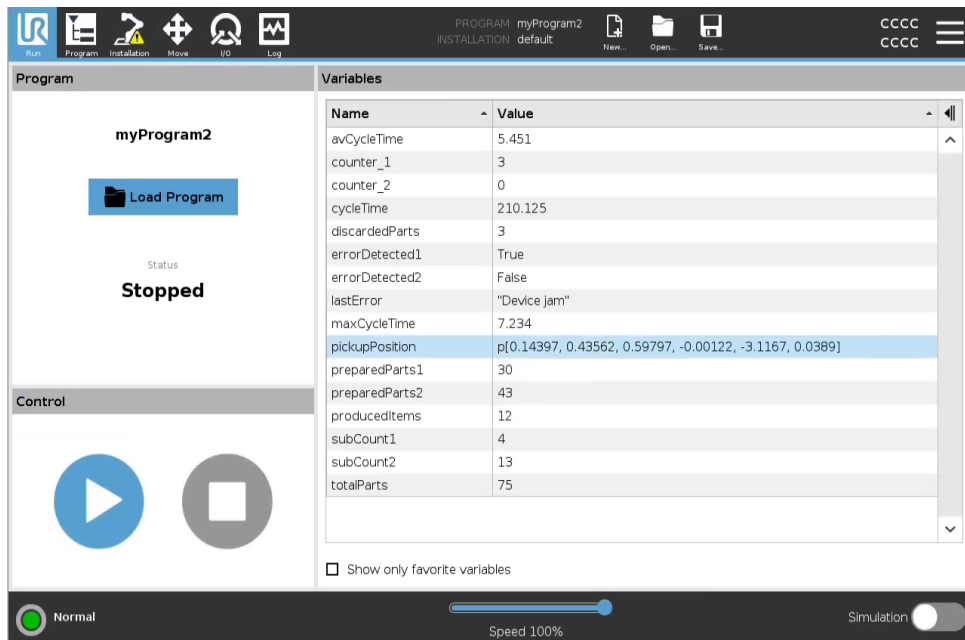 UR
PROGRAM myProgram2
INSTALLATION default
CCCC
CCCC
Run Program Installation Move I/O Log New... Open... Save...
Program
Variables
myProgram2
Load Program
Status
Stopped
Control
Name Value
avCycleTime 5.451
counter_1 3
counter_2 0
cycleTime 210.125
discardedParts 3
errorDetected1 True
errorDetected2 False
lastError "Device jam"
maxCycleTime 7.234
pickupPosition p[0.14397, 0.43562, 0.59797, -0.00122, -3.1167, 0.0389]
preparedParts1 30
preparedParts2 43
producedItems 12
subCount1 4
subCount2 13
totalParts 75
Show only favorite variables
Normal
Speed 100%
Simulation